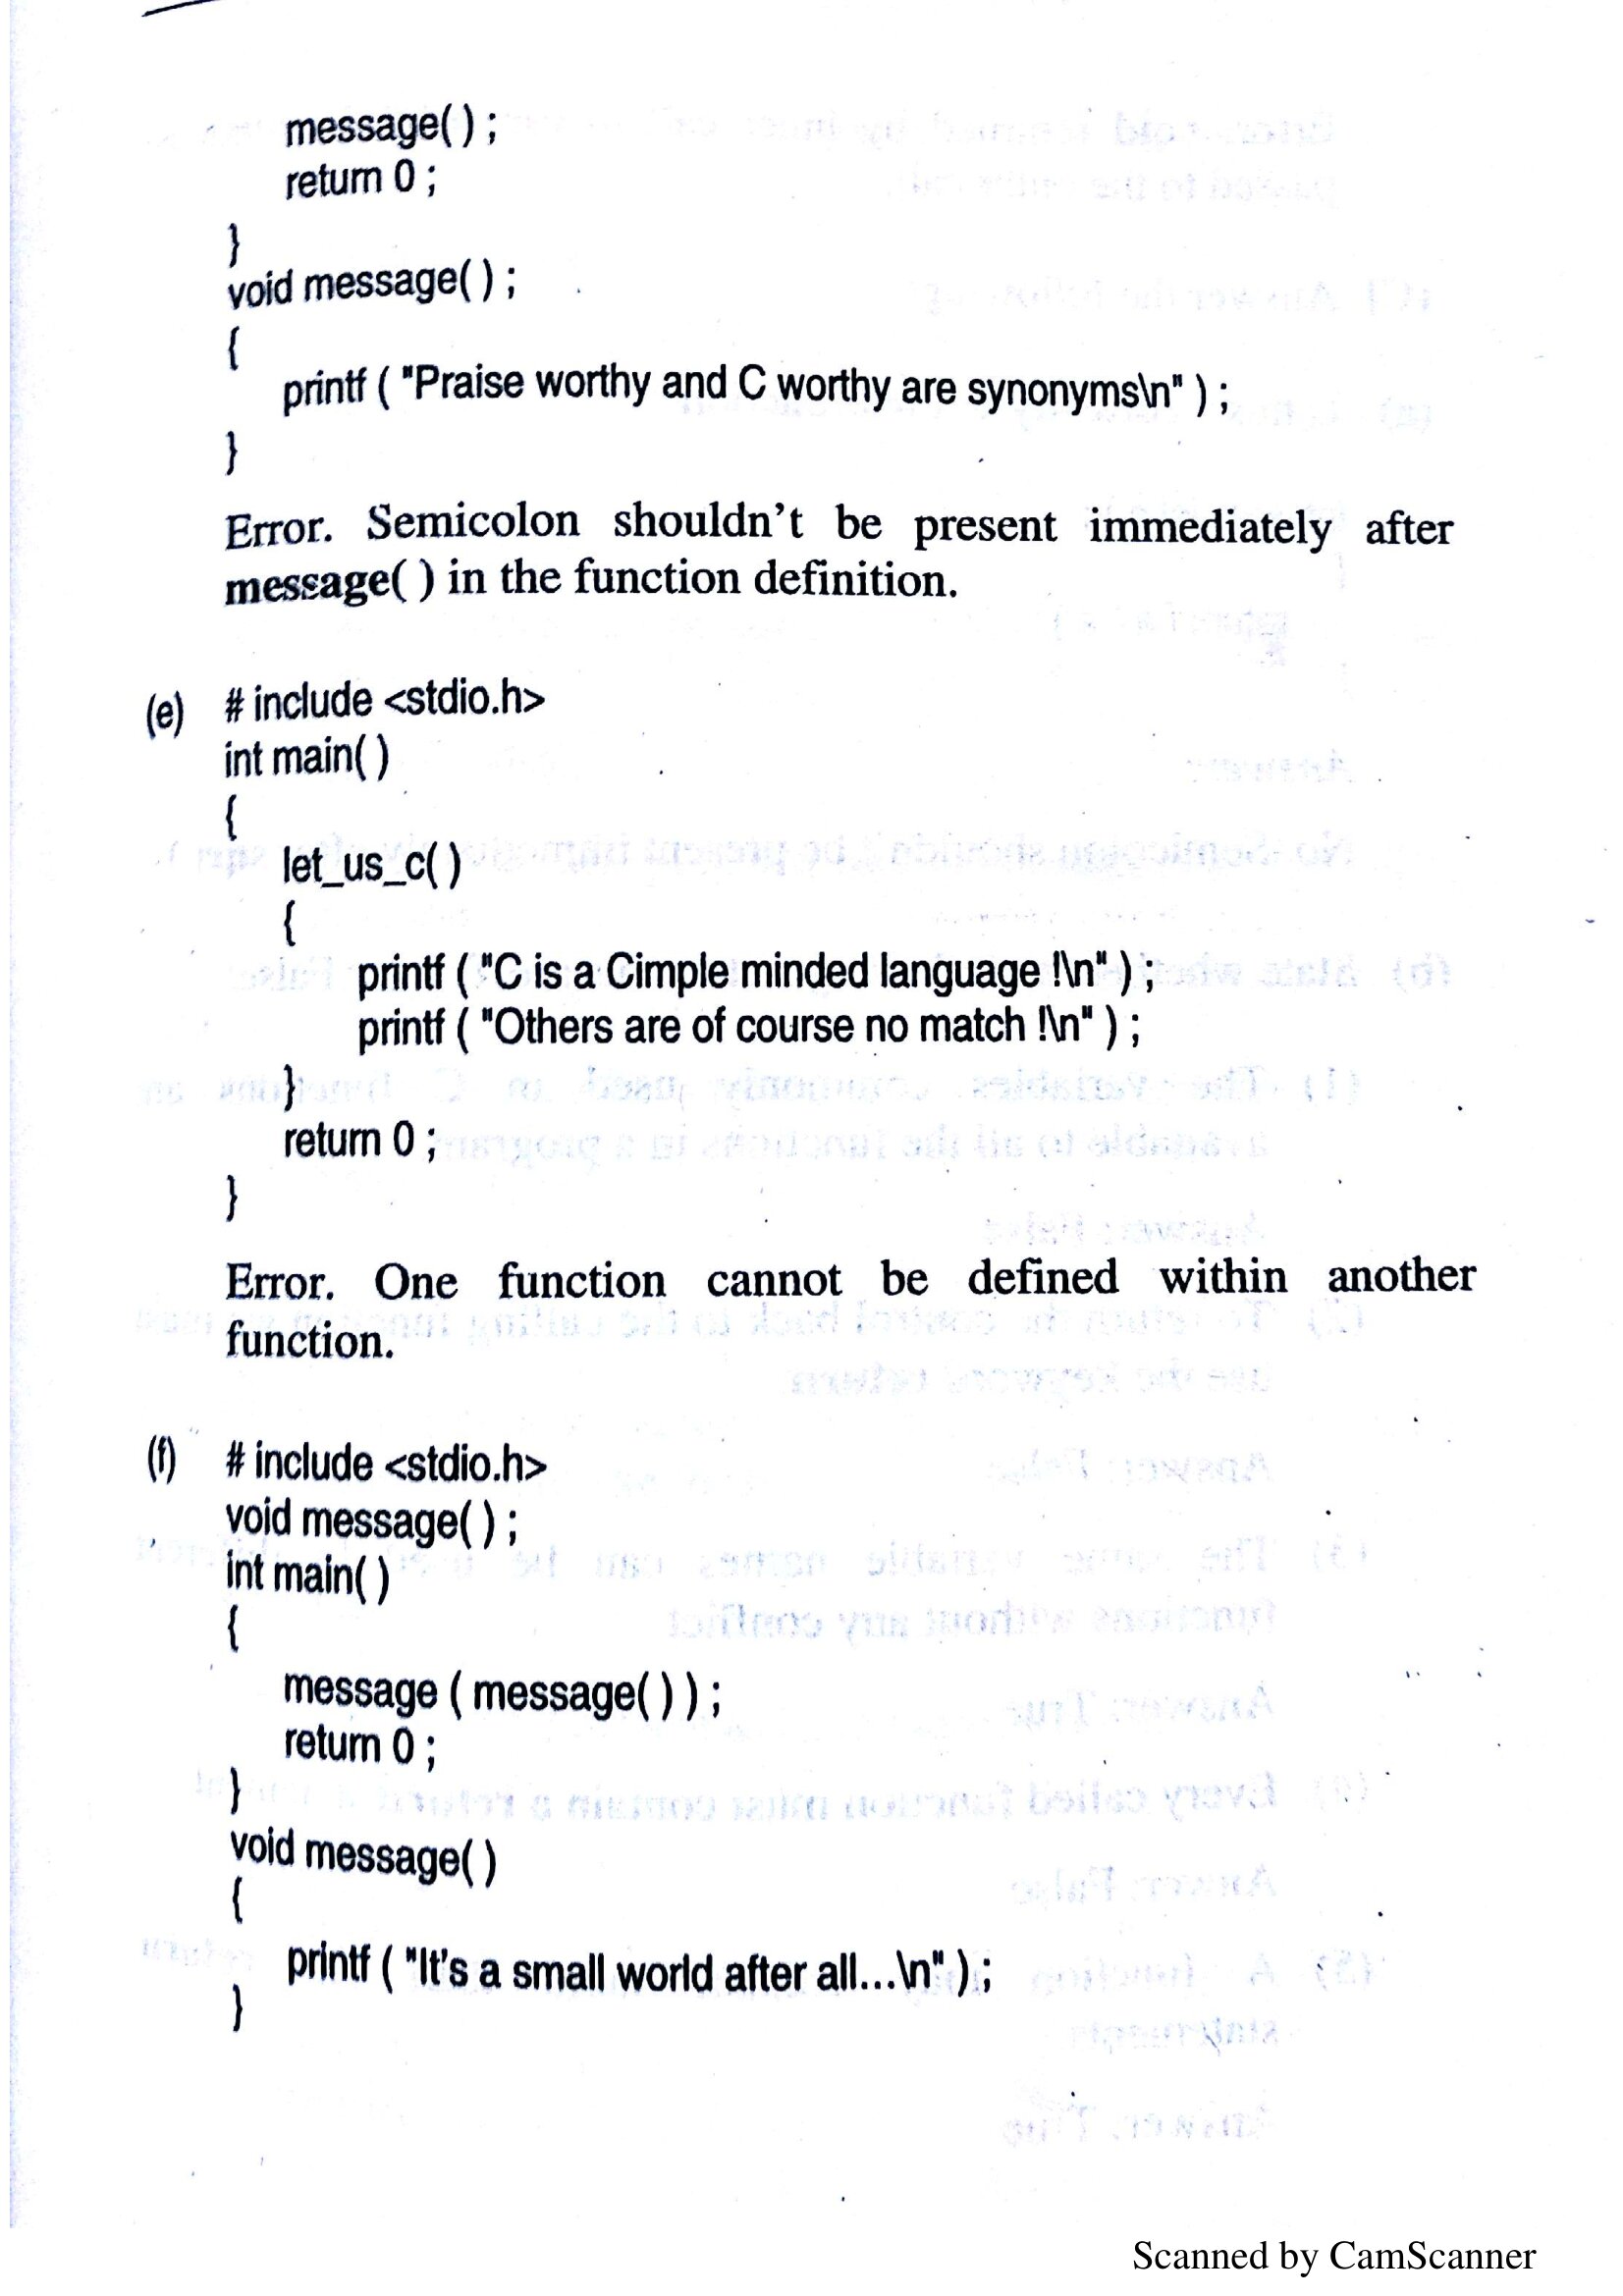 message( ) ;
return 0 ;
}
void message( ) ;
{
printf ( "Praise worthy and C worthy are synonyms\n" ) ;
}
Error. Semicolon shouldn't be present immediately after
message( ) in the function definition.
(e) # include <stdio.h>
int main( )
{
let_us_c( )
{
printf ( "C is a Cimple minded language !\n" ) ;
printf ( "Others are of course no match !\n" ) ;
}
return 0 ;
}
Error. One function cannot be defined within another
function.
(f) # include <stdio.h>
void message( ) ;
int main( )
{
message ( message( ) ) ;
return 0 ;
}
void message( )
{
printf ( "It's a small world after all...\n" ) ;
}
Scanned by CamScanner